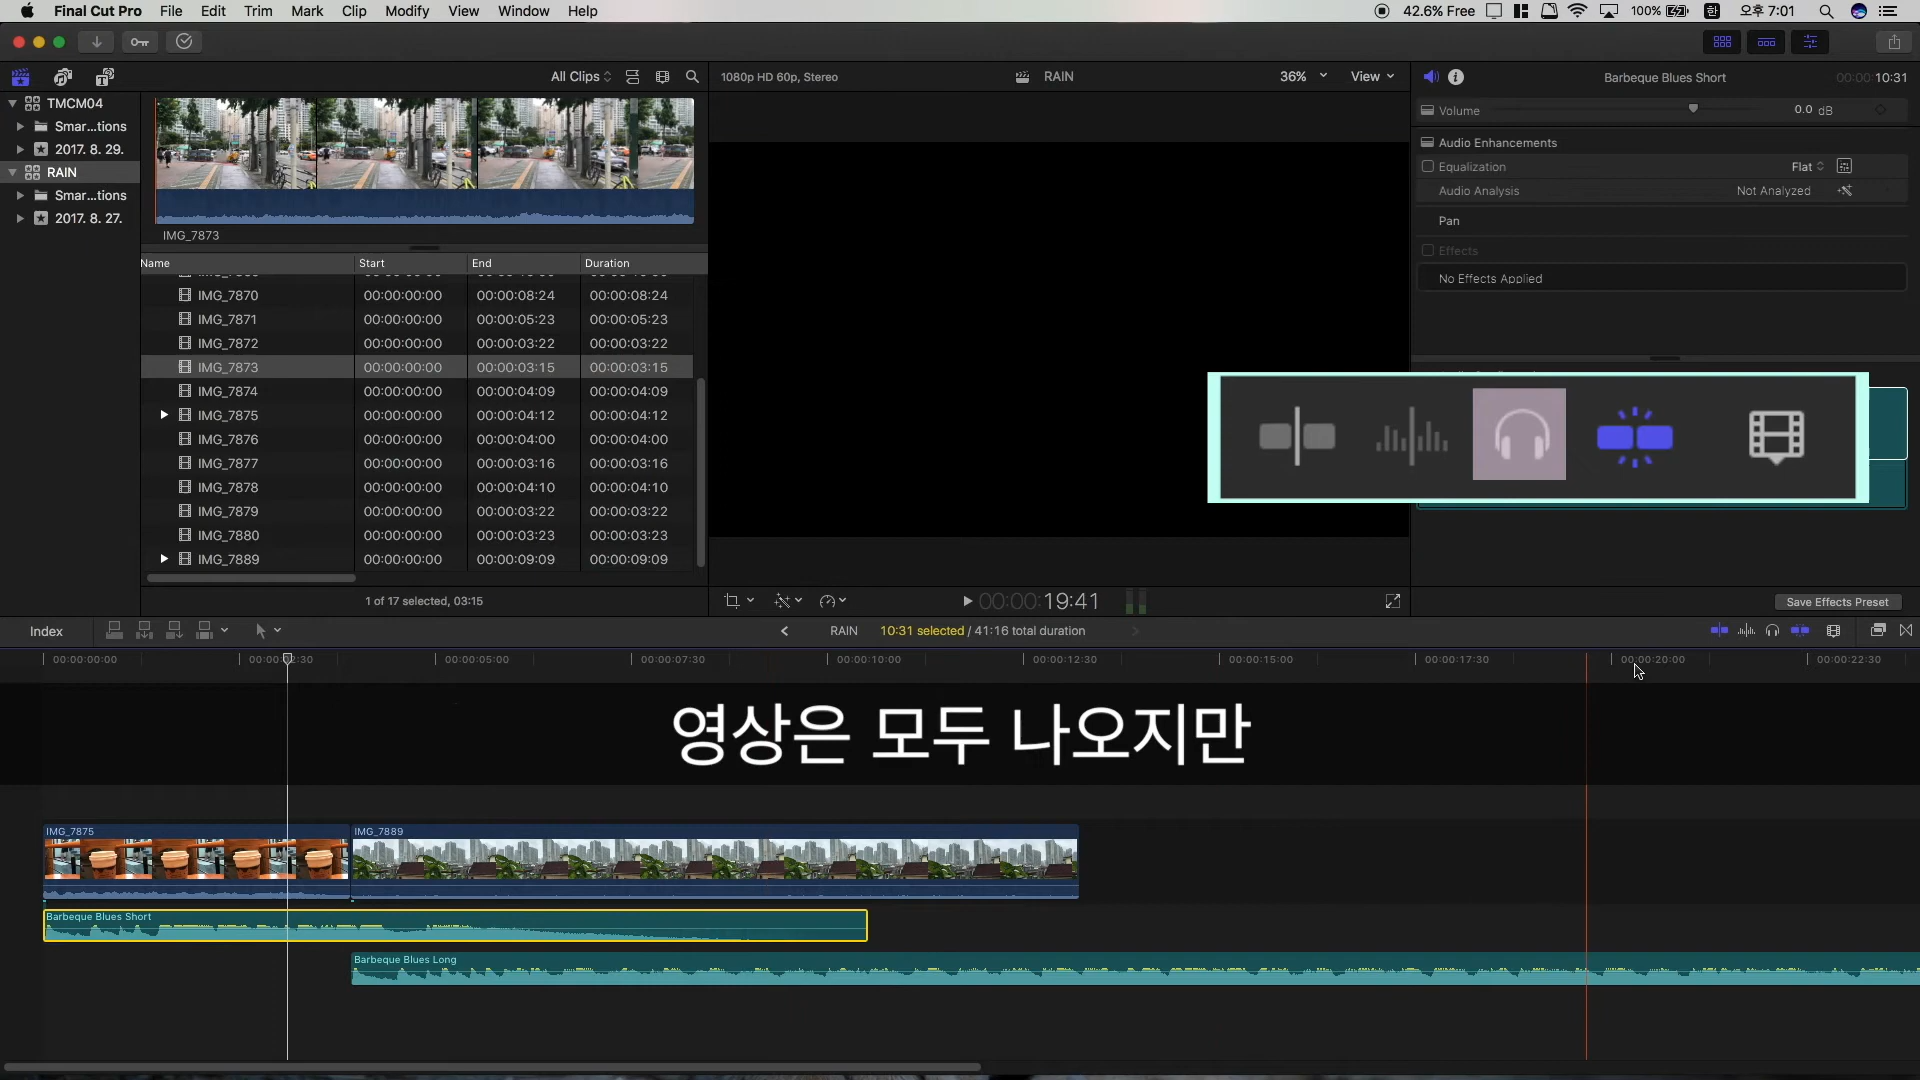 Final Cut Pro File Edit Trim Mark Clip Modify View Window Help 42.6% Free 100% 한 오후 7:01
All Clips
1080p HD 60p, Stereo RAIN 36% View
Barbeque Blues Short 00:00:10:31
TMCM04
Smar...tions
2017. 8. 29.
RAIN
Smar...tions
2017. 8. 27.
IMG_7873
Name Start End Duration
IMG_7870 00:00:00:00 00:00:08:24 00:00:08:24
IMG_7871 00:00:00:00 00:00:05:23 00:00:05:23
IMG_7872 00:00:00:00 00:00:03:22 00:00:03:22
IMG_7873 00:00:00:00 00:00:03:15 00:00:03:15
IMG_7874 00:00:00:00 00:00:04:09 00:00:04:09
IMG_7875 00:00:00:00 00:00:04:12 00:00:04:12
IMG_7876 00:00:00:00 00:00:04:00 00:00:04:00
IMG_7877 00:00:00:00 00:00:03:16 00:00:03:16
IMG_7878 00:00:00:00 00:00:04:10 00:00:04:10
IMG_7879 00:00:00:00 00:00:03:22 00:00:03:22
IMG_7880 00:00:00:00 00:00:03:23 00:00:03:23
IMG_7889 00:00:00:00 00:00:09:09 00:00:09:09
1 of 17 selected, 03:15
00:00:19:41
Volume 0.0 dB
Audio Enhancements
Equalization Flat
Audio Analysis Not Analyzed
Pan
Effects
No Effects Applied
Save Effects Preset
Index RAIN 10:31 selected / 41:16 total duration
00:00:00:00 00:00:02:30 00:00:05:00 00:00:07:30 00:00:10:00 00:00:12:30 00:00:15:00 00:00:17:30 00:00:20:00 00:00:22:30
영상은 모두 나오지만
IMG_7875 IMG_7889
Barbeque Blues Short
Barbeque Blues Long